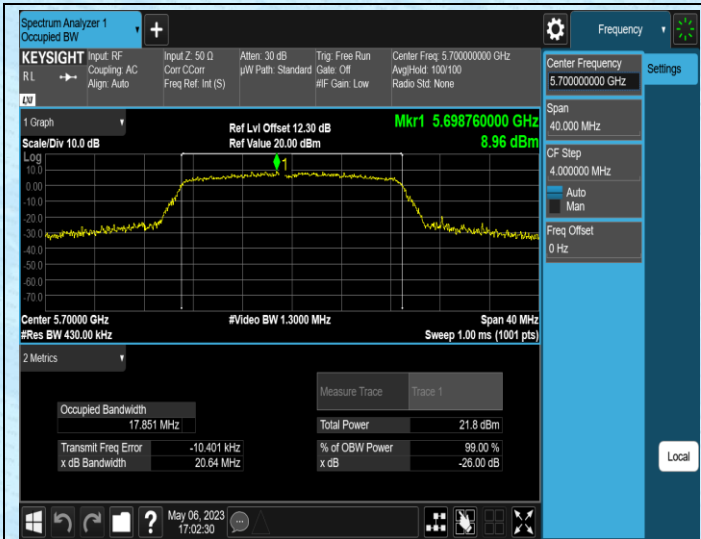 Spectrum Analyzer 1
Occupied BW
Frequency
KEYSIGHT
RL
LXI
Input: RF
Coupling: AC
Align: Auto
Input Z: 50 Ω
Corr CCorr
Freq Ref: Int (S)
Atten: 30 dB
µW Path: Standard
Trig: Free Run
Gate: Off
#IF Gain: Low
Center Freq: 5.700000000 GHz
Avg|Hold: 100/100
Radio Std: None
Center Frequency
5.700000000 GHz
Settings
Span
40.000 MHz
CF Step
4.000000 MHz
Auto
Man
Freq Offset
0 Hz
1 Graph
Scale/Div 10.0 dB
Ref Lvl Offset 12.30 dB
Ref Value 20.00 dBm
Mkr1 5.698760000 GHz
8.96 dBm
Log
1
10.0
0.00
-10.0
-20.0
-30.0
-40.0
-50.0
-60.0
-70.0
Center 5.70000 GHz
#Res BW 430.00 kHz
#Video BW 1.3000 MHz
Span 40 MHz
Sweep 1.00 ms (1001 pts)
2 Metrics
Measure Trace
Trace 1
Occupied Bandwidth
17.851 MHz
Total Power
21.8 dBm
Transmit Freq Error
-10.401 kHz
% of OBW Power
99.00 %
x dB Bandwidth
20.64 MHz
x dB
-26.00 dB
Local
?
May 06, 2023
17:02:30